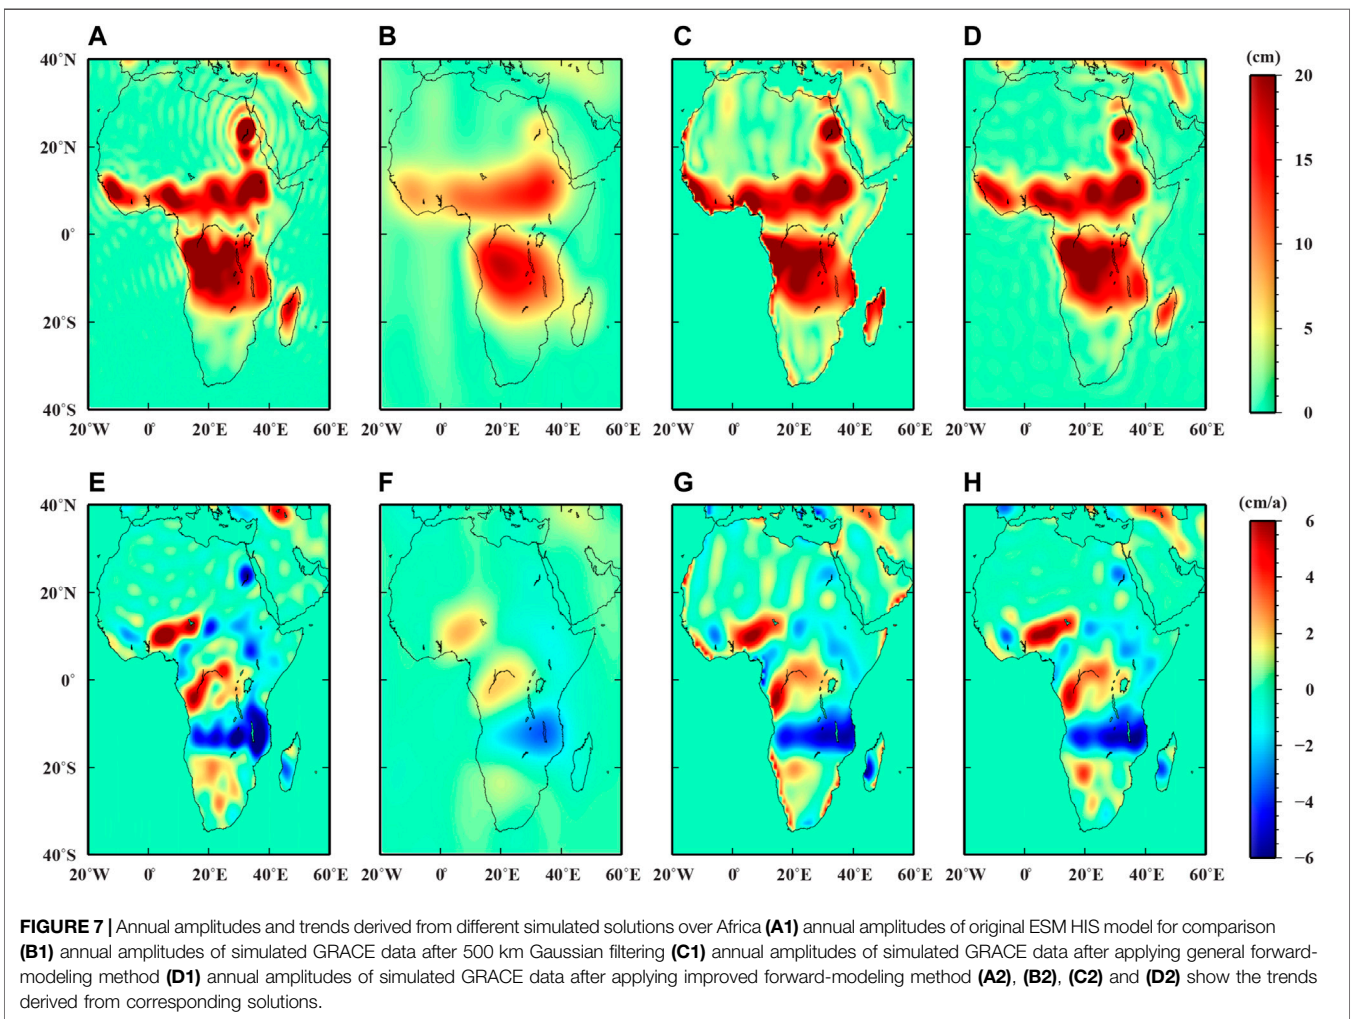 A B C D
40°N (cm)
20
20°N
15
0°
10
20°S
5
40°S 0
20°W 0° 20°E 40°E 60°E 20°W 0° 20°E 40°E 60°E 20°W 0° 20°E 40°E 60°E 20°W 0° 20°E 40°E 60°E
E F G H
40°N (cm/a)
6
20°N
4
2
0°
0
−2
20°S
−4
40°S −6
20°W 0° 20°E 40°E 60°E 20°W 0° 20°E 40°E 60°E 20°W 0° 20°E 40°E 60°E 20°W 0° 20°E 40°E 60°E
FIGURE 7 | Annual amplitudes and trends derived from different simulated solutions over Africa (A1) annual amplitudes of original ESM HIS model for comparison
(B1) annual amplitudes of simulated GRACE data after 500 km Gaussian filtering (C1) annual amplitudes of simulated GRACE data after applying general forward-
modeling method (D1) annual amplitudes of simulated GRACE data after applying improved forward-modeling method (A2), (B2), (C2) and (D2) show the trends
derived from corresponding solutions.